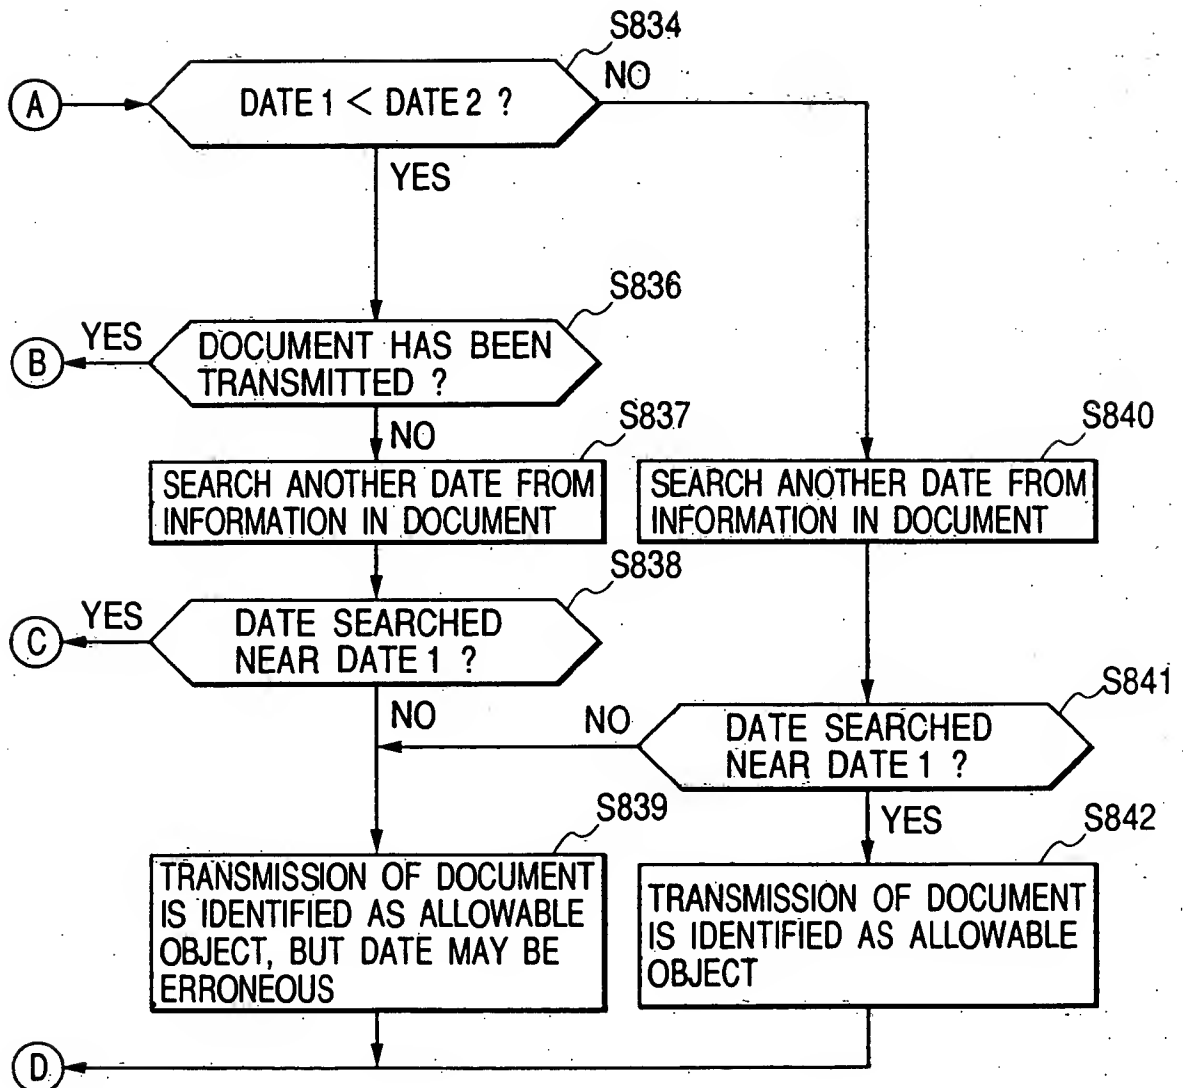 S834
A
DATE 1 < DATE 2 ?
NO
YES
S836
B
YES
DOCUMENT HAS BEEN
TRANSMITTED ?
NO
S837
SEARCH ANOTHER DATE FROM
INFORMATION IN DOCUMENT
S840
SEARCH ANOTHER DATE FROM
INFORMATION IN DOCUMENT
S838
C
YES
DATE SEARCHED
NEAR DATE 1 ?
NO
S841
NO
DATE SEARCHED
NEAR DATE 1 ?
YES
S839
TRANSMISSION OF DOCUMENT
IS IDENTIFIED AS ALLOWABLE
OBJECT, BUT DATE MAY BE
ERRONEOUS
S842
TRANSMISSION OF DOCUMENT
IS IDENTIFIED AS ALLOWABLE
OBJECT
D